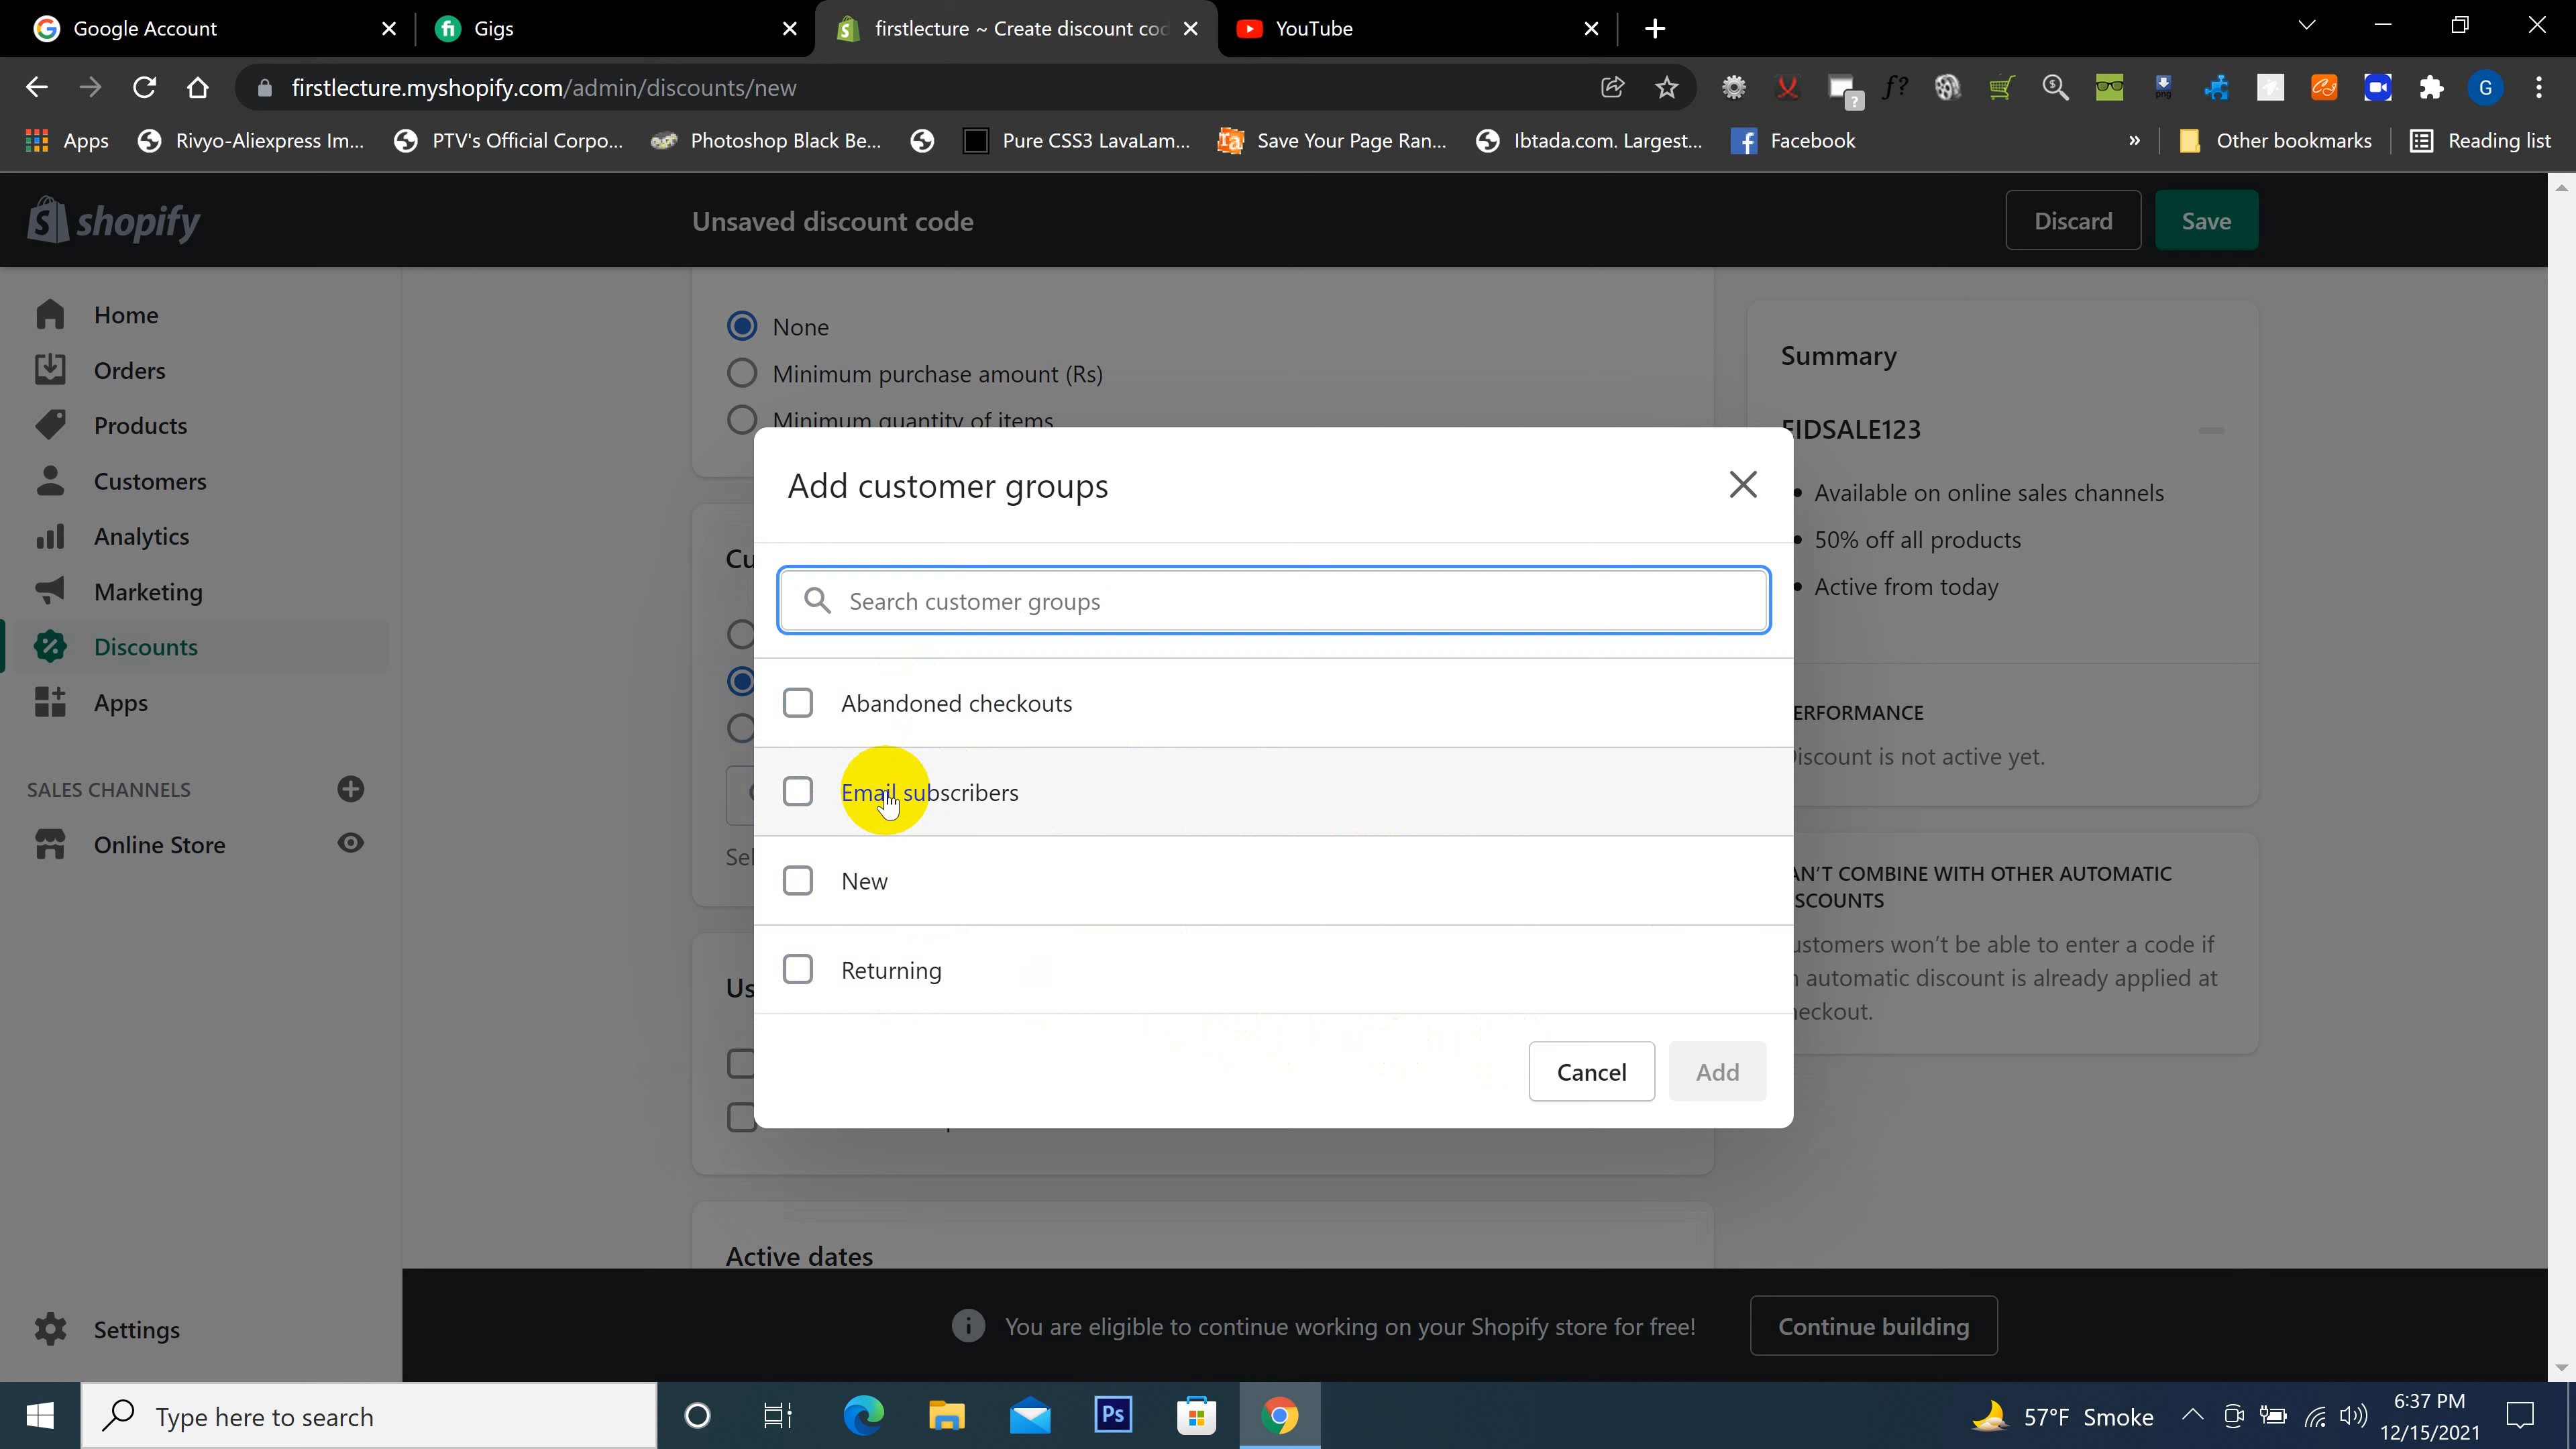 Google Account
Gigs
firstlecture ~ Create discount coc
YouTube
firstlecture.myshopify.com/admin/discounts/new
G
Apps
Rivyo-Aliexpress Im...
PTV's Official Corpo...
Photoshop Black Be...
Pure CSS3 LavaLam...
Save Your Page Ran...
Ibtada.com. Largest...
Facebook
»
Other bookmarks
Reading list
shopify
Unsaved discount code
Discard
Save
Home
Orders
Products
Customers
Analytics
Marketing
Discounts
Apps
SALES CHANNELS
Online Store
Settings
None
Minimum purchase amount (Rs)
Minimum quantity of items
Cu
Sel
Us
Active dates
Add customer groups
Search customer groups
Abandoned checkouts
Email subscribers
New
Returning
Cancel
Add
Summary
EIDSALE123
• Available on online sales channels
• 50% off all products
• Active from today
ERFORMANCE
iscount is not active yet.
AN'T COMBINE WITH OTHER AUTOMATIC
SCOUNTS
ustomers won't be able to enter a code if
automatic discount is already applied at
eckout.
You are eligible to continue working on your Shopify store for free!
Continue building
Type here to search
Ps
57°F Smoke
6:37 PM
12/15/2021